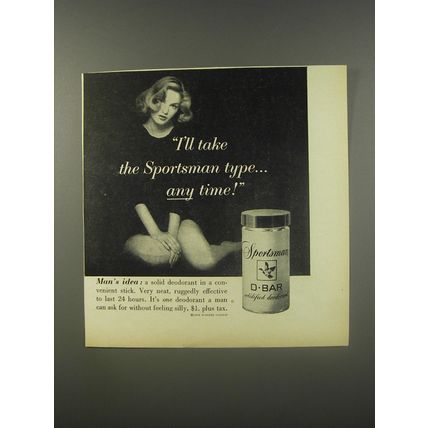 "I'll take
the Sportsman type...
any time!"
Man's idea: a solid deodorant in a con-
venient stick. Very neat, ruggedly effective
to last 24 hours. It's one deodorant a man
can ask for without feeling silly. $1. plus tax.
Sportsman
D·BAR
solidified deodorant